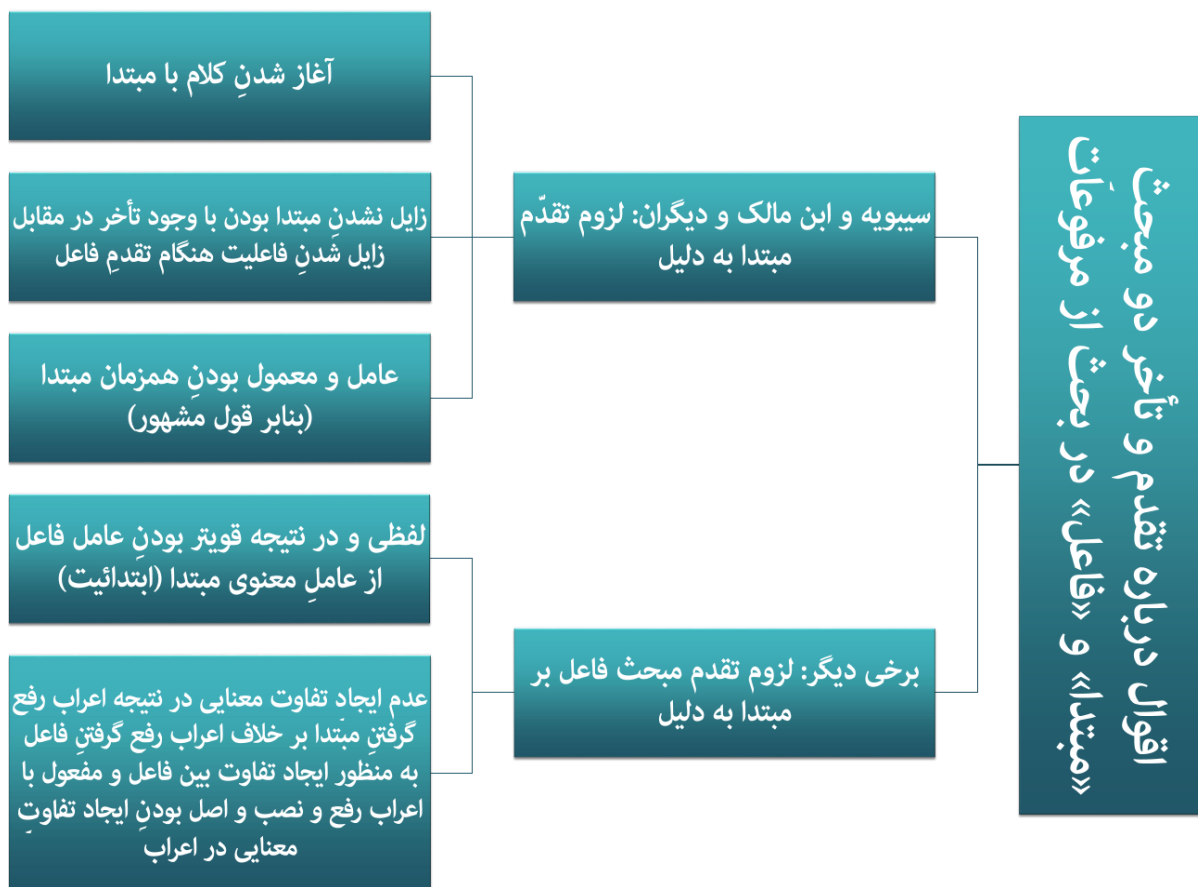 اقوال درباره تقدم و تأخر دو مبحث
«مبتدا» و «فاعل» در بحث از مرفوعات
سیبویه و ابن مالک و دیگران: لزوم تقدّم
مبتدا به دلیل
آغاز شدنِ کلام با مبتدا
زایل نشدنِ مبتدا بودن با وجود تأخر در مقابل
زایل شدنِ فاعلیت هنگام تقدمِ فاعل
عامل و معمول بودنِ همزمان مبتدا
(بنابر قول مشهور)
برخی دیگر: لزوم تقدم مبحث فاعل بر
مبتدا به دلیل
لفظی و در نتیجه قویتر بودنِ عامل فاعل
از عاملِ معنوی مبتدا (ابتدائیت)
عدم ایجادِ تفاوت معنایی در نتیجه اعراب رفع
گرفتنِ مبتدا بر خلاف اعراب رفع گرفتنِ فاعل
به منظور ایجاد تفاوت بین فاعل و مفعول با
اعراب رفع و نصب و اصل بودنِ ایجاد تفاوتِ
معنایی در اعراب